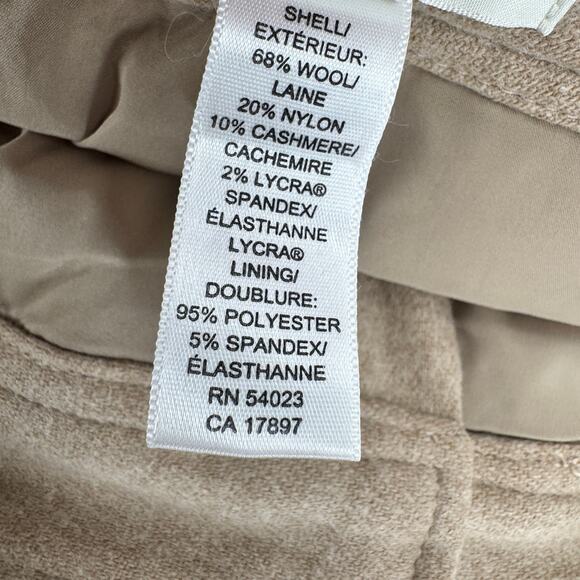 SHELL/
EXTÉRIEUR:
68% WOOL/
LAINE
20% NYLON
10% CASHMERE/
CACHEMIRE
2% LYCRA®
SPANDEX/
ÉLASTHANNE
LYCRA®
LINING/
DOUBLURE:
95% POLYESTER
5% SPANDEX/
ÉLASTHANNE
RN 54023
CA 17897